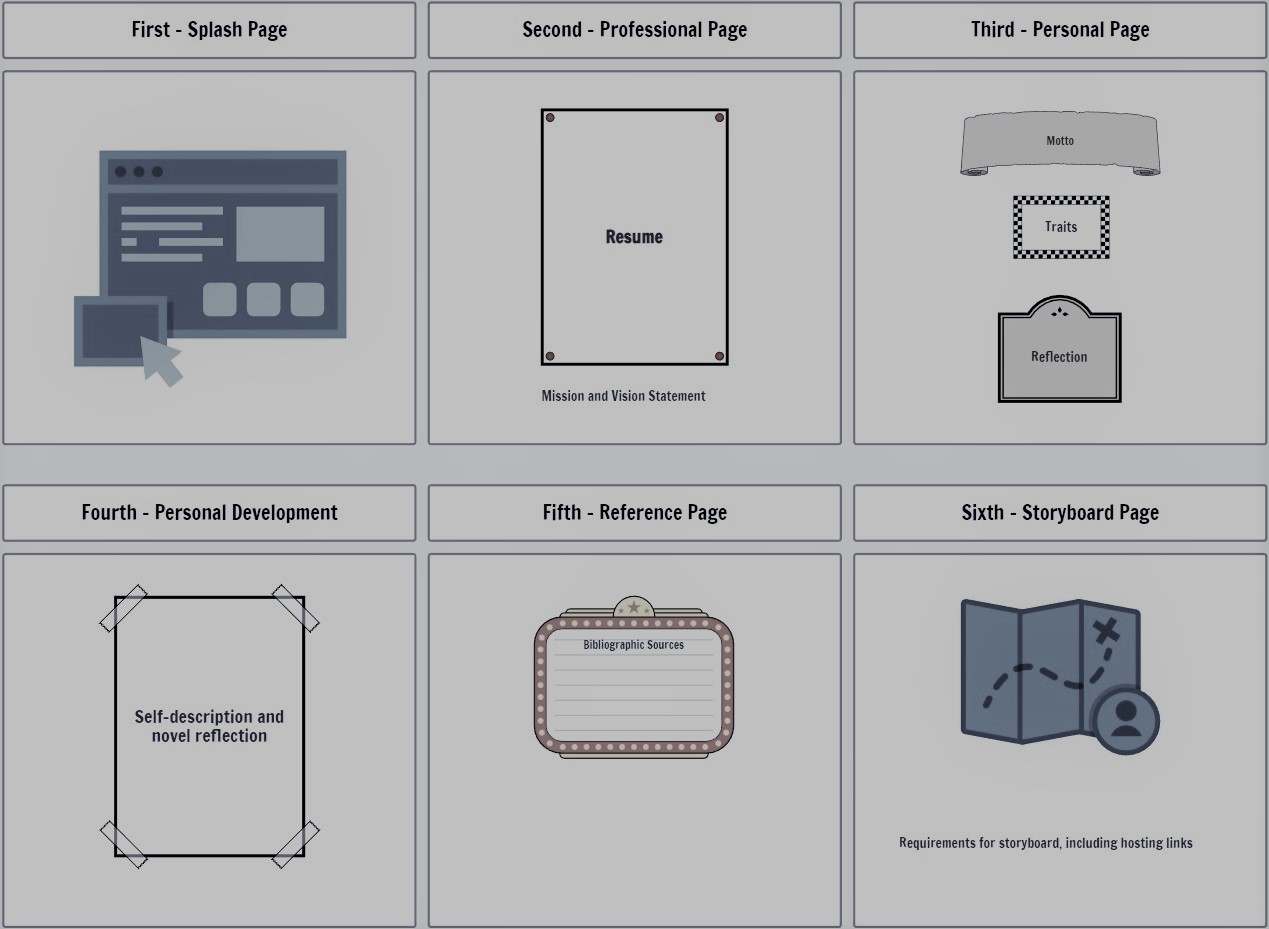 First - Splash Page
Second - Professional Page
Third - Personal Page
Resume
Mission and Vision Statement
Motto
Traits
Reflection
Fourth - Personal Development
Fifth - Reference Page
Sixth - Storyboard Page
Self-description and
novel reflection
Bibliographic Sources
Requirements for storyboard, including hosting links